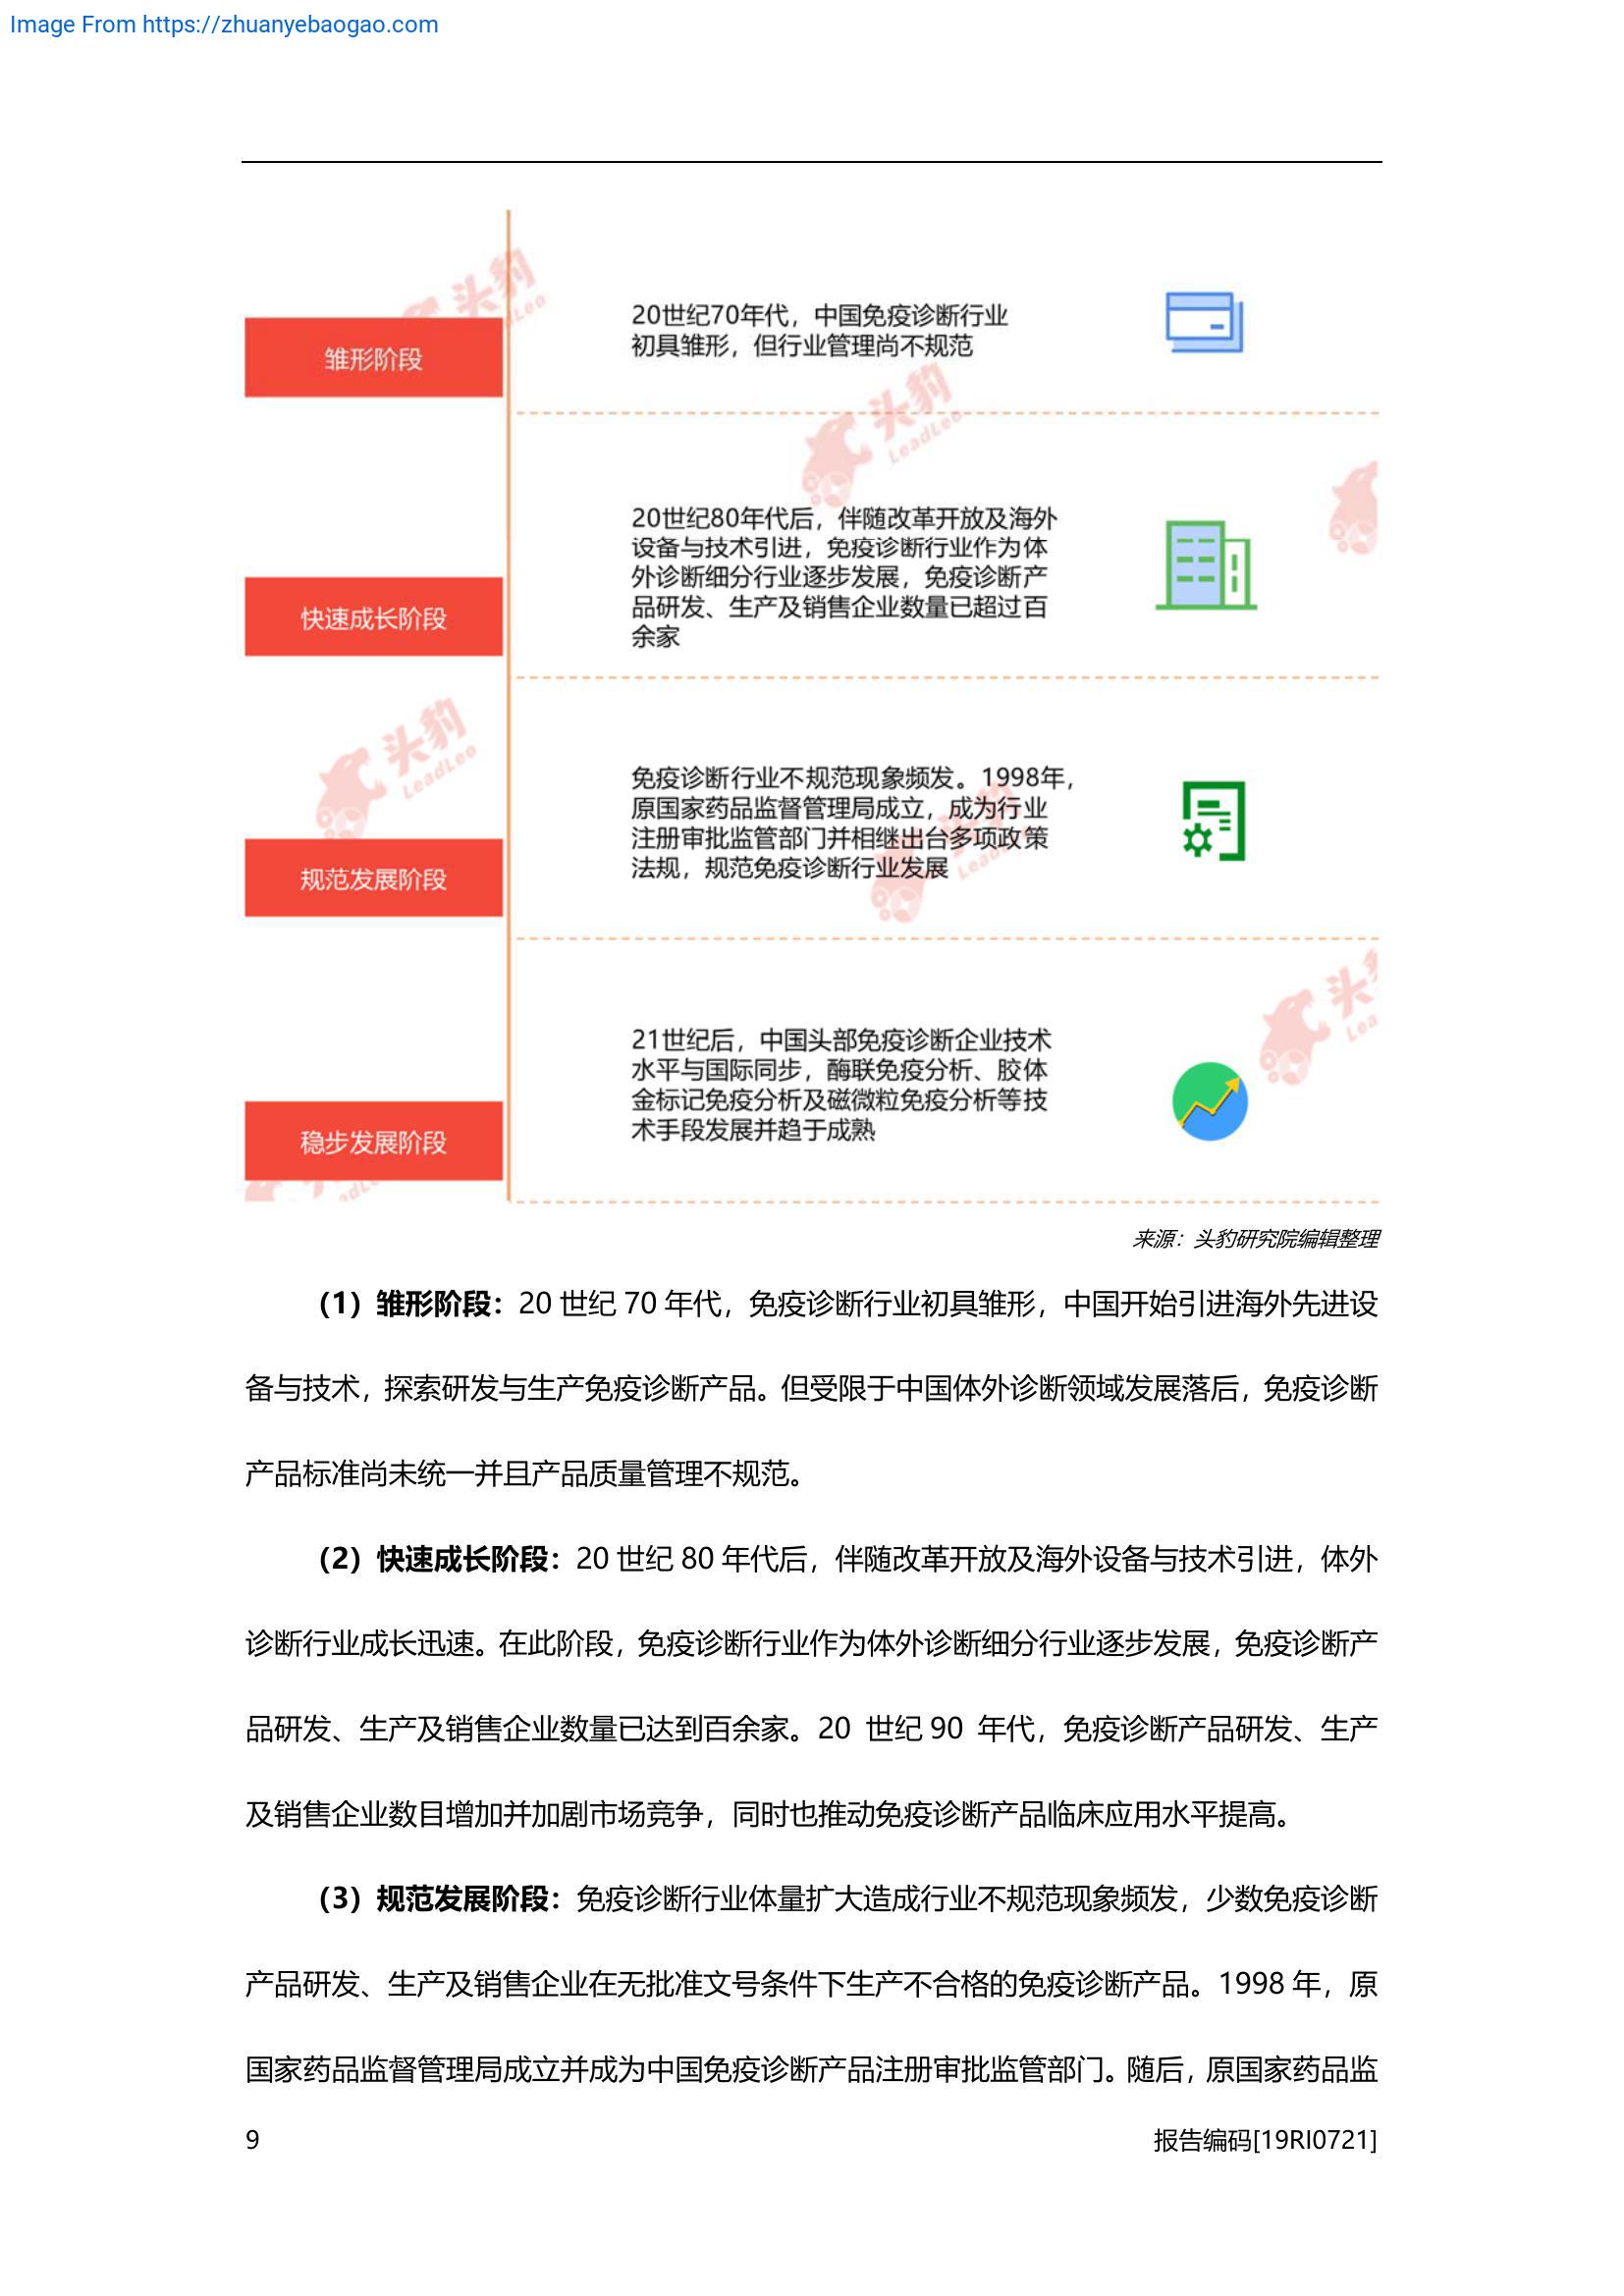 Image From https://zhuanyebaogao.com
雏形阶段
20世纪70年代，中国免疫诊断行业
初具雏形，但行业管理尚不规范
快速成长阶段
20世纪80年代后，伴随改革开放及海外
设备与技术引进，免疫诊断行业作为体
外诊断细分行业逐步发展，免疫诊断产
品研发、生产及销售企业数量已超过百
余家
规范发展阶段
免疫诊断行业不规范现象频发。1998年，
原国家药品监督管理局成立，成为行业
注册审批监管部门并相继出台多项政策
法规，规范免疫诊断行业发展
稳步发展阶段
21世纪后，中国头部免疫诊断企业技术
水平与国际同步，酶联免疫分析、胶体
金标记免疫分析及磁微粒免疫分析等技
术手段发展并趋于成熟
头豹
LeadLeo
来源：头豹研究院编辑整理
（1）雏形阶段：20 世纪 70 年代，免疫诊断行业初具雏形，中国开始引进海外先进设
备与技术，探索研发与生产免疫诊断产品。但受限于中国体外诊断领域发展落后，免疫诊断
产品标准尚未统一并且产品质量管理不规范。
（2）快速成长阶段：20 世纪 80 年代后，伴随改革开放及海外设备与技术引进，体外
诊断行业成长迅速。在此阶段，免疫诊断行业作为体外诊断细分行业逐步发展，免疫诊断产
品研发、生产及销售企业数量已达到百余家。20 世纪 90 年代，免疫诊断产品研发、生产
及销售企业数目增加并加剧市场竞争，同时也推动免疫诊断产品临床应用水平提高。
（3）规范发展阶段：免疫诊断行业体量扩大造成行业不规范现象频发，少数免疫诊断
产品研发、生产及销售企业在无批准文号条件下生产不合格的免疫诊断产品。1998 年，原
国家药品监督管理局成立并成为中国免疫诊断产品注册审批监管部门。随后，原国家药品监
9
报告编码[19RI0721]